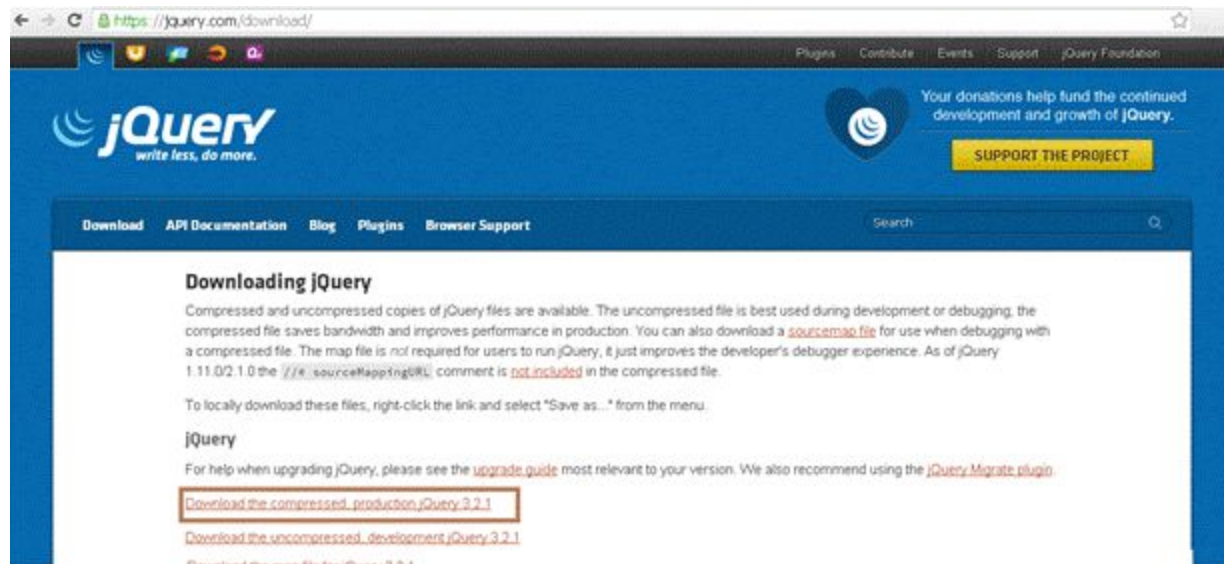 https://jquery.com/download/
Plugins Contribute Events Support jQuery Foundation
jQuery
write less, do more.
Your donations help fund the continued
development and growth of jQuery.
SUPPORT THE PROJECT
Download API Documentation Blog Plugins Browser Support Search
Downloading jQuery
Compressed and uncompressed copies of jQuery files are available. The uncompressed file is best used during development or debugging; the
compressed file saves bandwidth and improves performance in production. You can also download a sourcemap file for use when debugging with
a compressed file. The map file is not required for users to run jQuery, it just improves the developer's debugger experience. As of jQuery
1.11.0/2.1.0 the //# sourceMappingURL comment is not included in the compressed file.
To locally download these files, right-click the link and select "Save as..." from the menu.
jQuery
For help when upgrading jQuery, please see the upgrade guide most relevant to your version. We also recommend using the jQuery Migrate plugin.
Download the compressed, production jQuery 3.2.1
Download the uncompressed, development jQuery 3.2.1